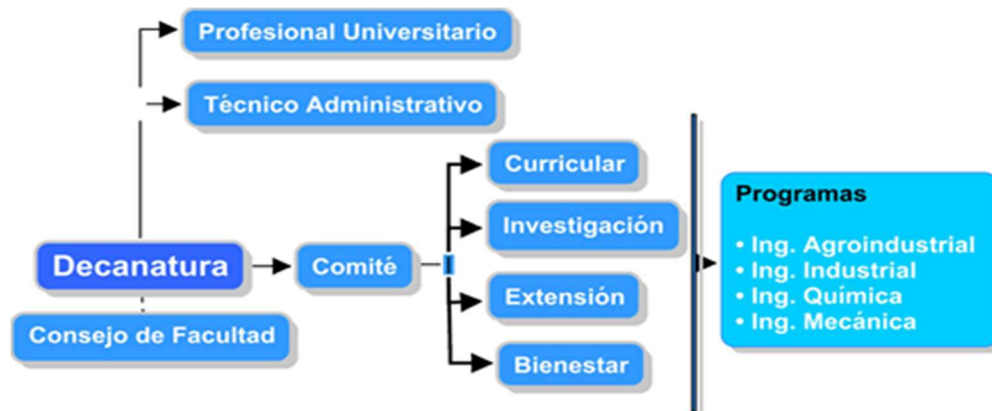 Profesional Universitario
Técnico Administrativo
Curricular
Investigación
Decanatura
Comité
Extensión
Consejo de Facultad
Bienestar
Programas
• Ing. Agroindustrial
• Ing. Industrial
• Ing. Química
• Ing. Mecánica